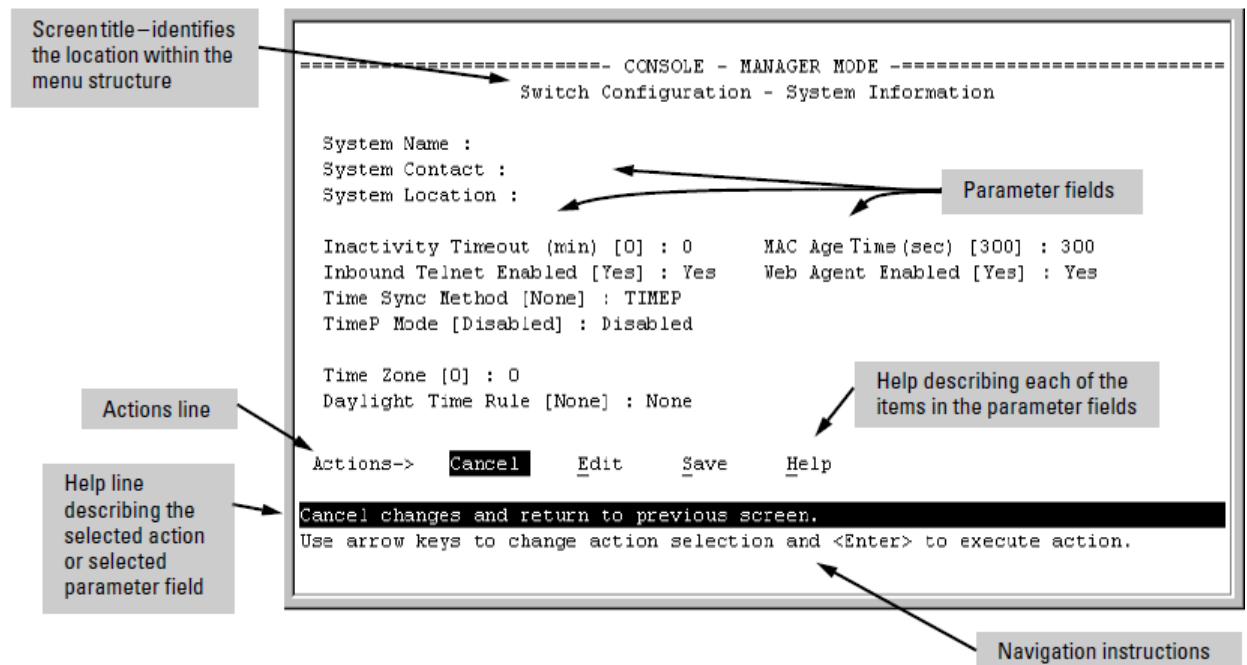 Screen title – identifies
the location within the
menu structure
============================- CONSOLE - MANAGER MODE -============================
Switch Configuration - System Information
System Name :
System Contact :
System Location :
Parameter fields
Inactivity Timeout (min) [0] : 0 MAC Age Time (sec) [300] : 300
Inbound Telnet Enabled [Yes] : Yes Web Agent Enabled [Yes] : Yes
Time Sync Method [None] : TIMEP
TimeP Mode [Disabled] : Disabled
Time Zone [0] : 0
Daylight Time Rule [None] : None
Help describing each of the
items in the parameter fields
Actions line
Actions-> Cancel Edit Save Help
Help line
describing the
selected action
or selected
parameter field
Cancel changes and return to previous screen.
Use arrow keys to change action selection and <Enter> to execute action.
Navigation instructions